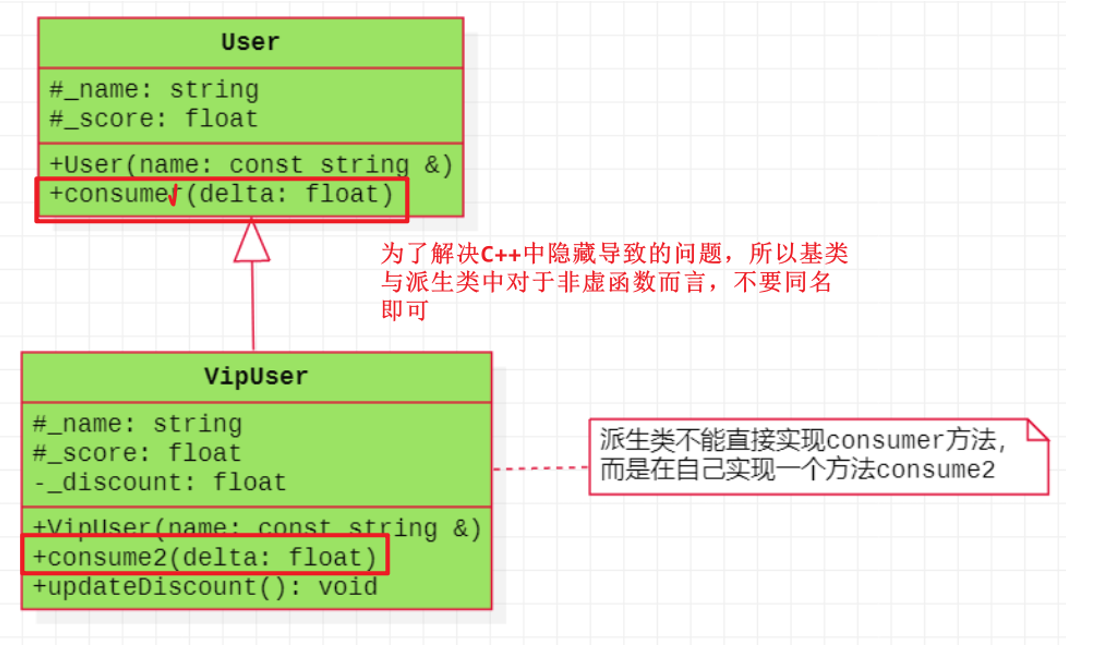 User
#_name: string
#_score: float
+User(name: const string &)
+consumer(delta: float)
为了解决C++中隐藏导致的问题，所以基类
与派生类中对于非虚函数而言，不要同名
即可
VipUser
#_name: string
#_score: float
-_discount: float
+VipUser(name: const string &)
+consume2(delta: float)
+updateDiscount(): void
派生类不能直接实现consumer方法，
而是在自己实现一个方法consume2